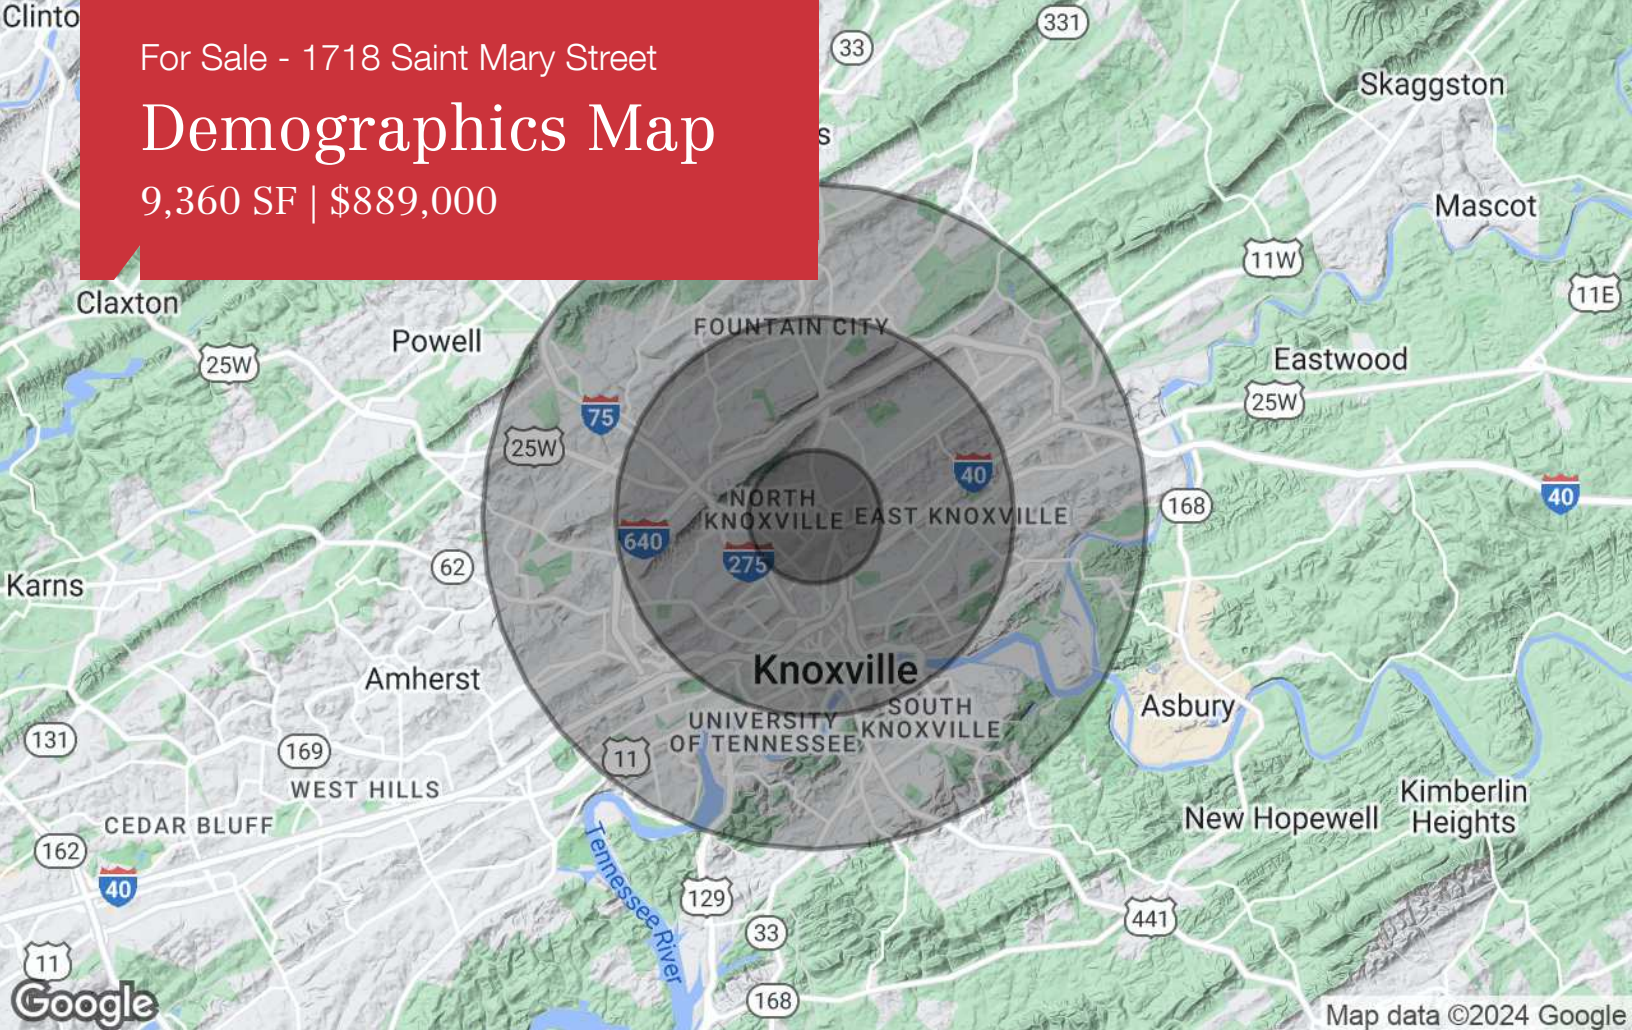 Clinto
For Sale - 1718 Saint Mary Street
Demographics Map
9,360 SF | $889,000
s
33
331
Skaggston
Mascot
11W
11E
Claxton
Powell
25W
FOUNTAIN CITY
Eastwood
25W
75
25W
40
40
NORTH
KNOXVILLE
EAST KNOXVILLE
168
640
275
62
Karns
Amherst
Knoxville
Asbury
UNIVERSITY
OF TENNESSEE
SOUTH
KNOXVILLE
131
169
11
WEST HILLS
CEDAR BLUFF
New Hopewell
Kimberlin
Heights
162
40
Tennessee River
129
441
33
11
168
Google
Map data ©2024 Google